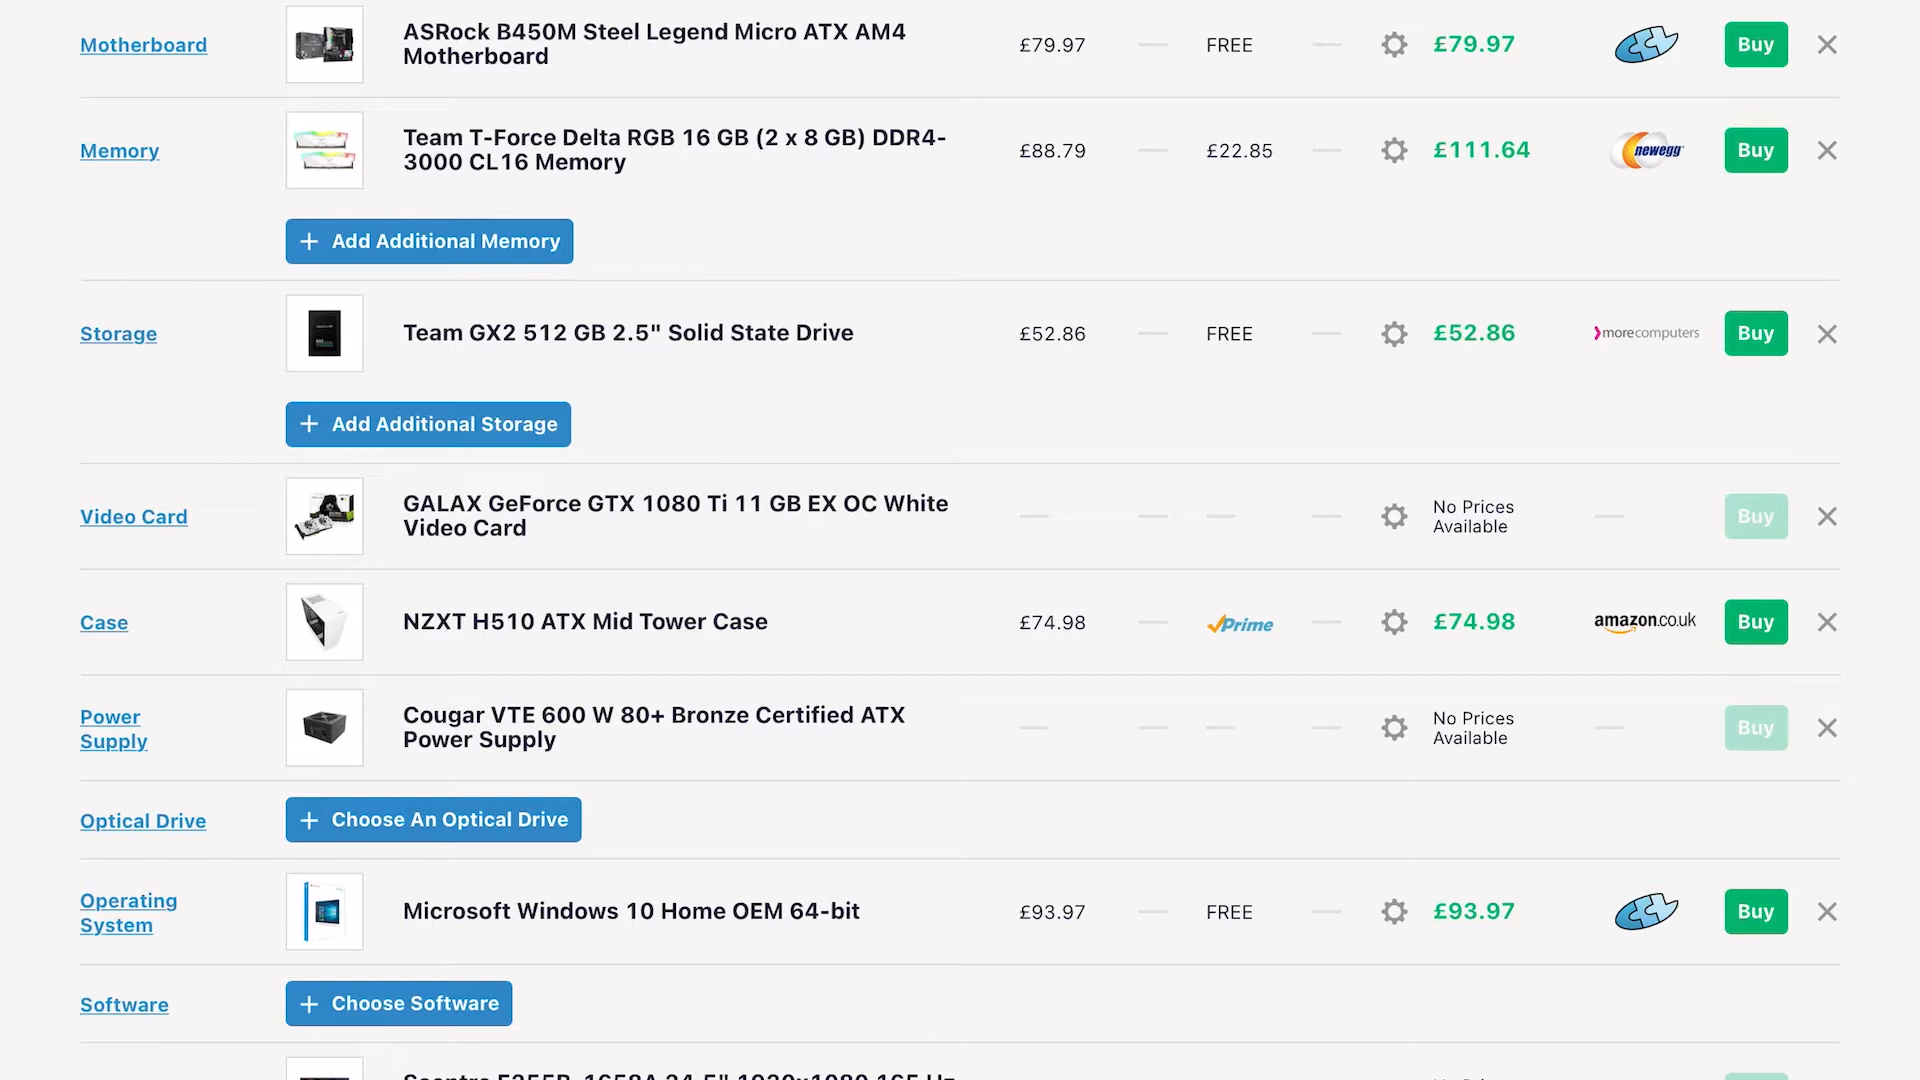 Motherboard
ASRock B450M Steel Legend Micro ATX AM4
Motherboard
£79.97 FREE £79.97 Buy
Memory
Team T-Force Delta RGB 16 GB (2 x 8 GB) DDR4-
3000 CL16 Memory
£88.79 £22.85 £111.64 newegg Buy
+ Add Additional Memory
Storage
Team GX2 512 GB 2.5" Solid State Drive
£52.86 FREE £52.86 morecomputers Buy
+ Add Additional Storage
Video Card
GALAX GeForce GTX 1080 Ti 11 GB EX OC White
Video Card
No Prices
Available
Buy
Case
NZXT H510 ATX Mid Tower Case
£74.98 Prime £74.98 amazon.co.uk Buy
Power
Supply
Cougar VTE 600 W 80+ Bronze Certified ATX
Power Supply
No Prices
Available
Buy
Optical Drive
+ Choose An Optical Drive
Operating
System
Microsoft Windows 10 Home OEM 64-bit
£93.97 FREE £93.97 Buy
Software
+ Choose Software